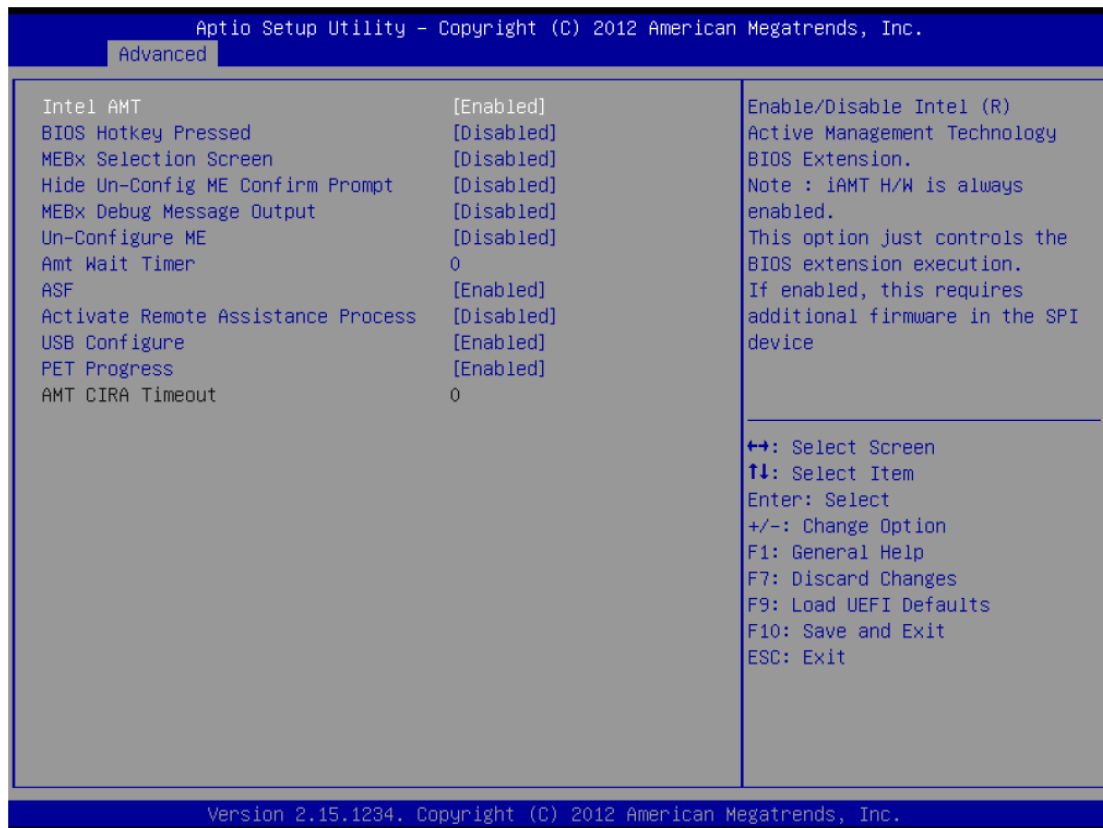 Aptio Setup Utility – Copyright (C) 2012 American Megatrends, Inc.
Advanced
Intel AMT [Enabled]
BIOS Hotkey Pressed [Disabled]
MEBx Selection Screen [Disabled]
Hide Un-Config ME Confirm Prompt [Disabled]
MEBx Debug Message Output [Disabled]
Un-Configure ME [Disabled]
Amt Wait Timer 0
ASF [Enabled]
Activate Remote Assistance Process [Disabled]
USB Configure [Enabled]
PET Progress [Enabled]
AMT CIRA Timeout 0
Enable/Disable Intel (R)
Active Management Technology
BIOS Extension.
Note : iAMT H/W is always
enabled.
This option just controls the
BIOS extension execution.
If enabled, this requires
additional firmware in the SPI
device
↔: Select Screen
↑↓: Select Item
Enter: Select
+/-: Change Option
F1: General Help
F7: Discard Changes
F9: Load UEFI Defaults
F10: Save and Exit
ESC: Exit
Version 2.15.1234. Copyright (C) 2012 American Megatrends, Inc.